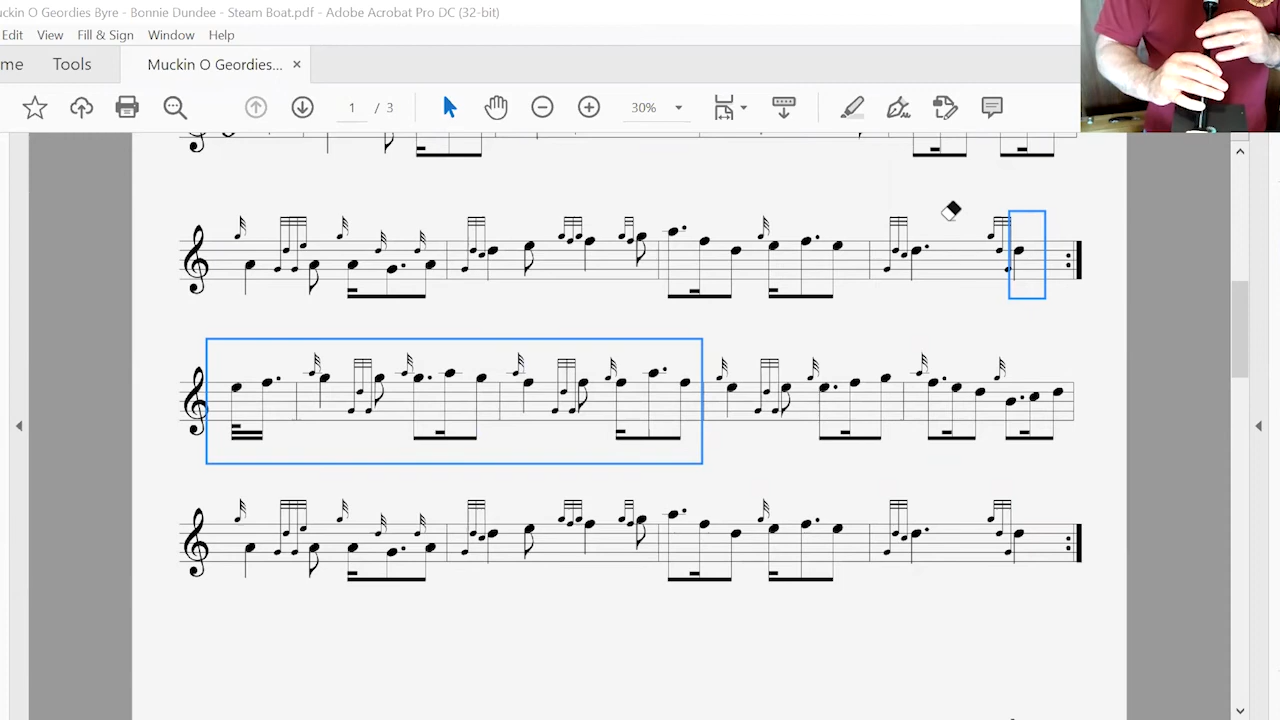 uckin O Geordies Byre - Bonnie Dundee - Steam Boat.pdf - Adobe Acrobat Pro DC (32-bit)
Edit View Fill & Sign Window Help
me Tools Muckin O Geordies... ×
1 / 3 30%